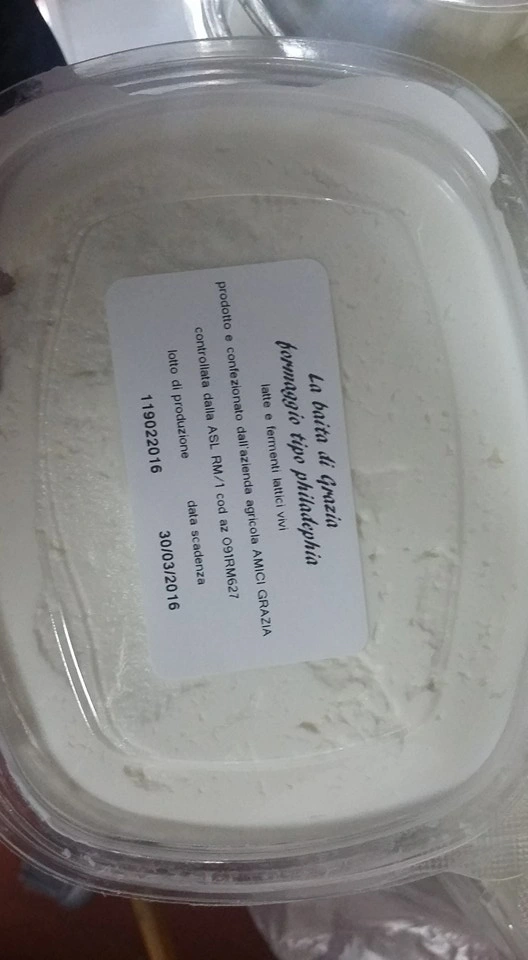 La baita di Grazia
formaggio tipo philadephia
latte e fermenti lattici vivi
prodotto e confezionato dall'azienda agricola AMICI GRAZIA
controllata dalla ASL RM/1 cod az O91RM627
lotto di produzione data scadenza
119022016 30/03/2016